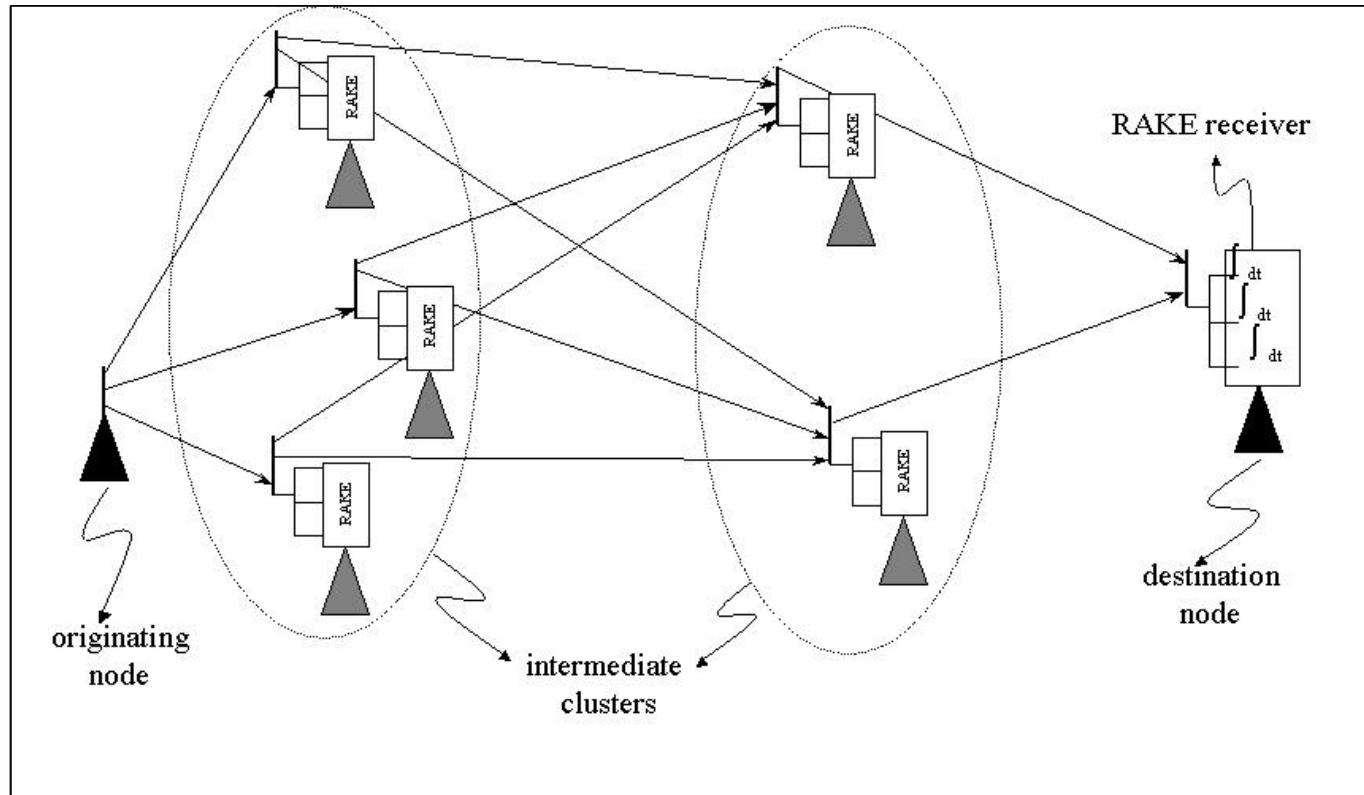 RAKE
RAKE
RAKE receiver
∫ dt
∫ dt
∫ dt
RAKE
RAKE
RAKE
originating
node
intermediate
clusters
destination
node